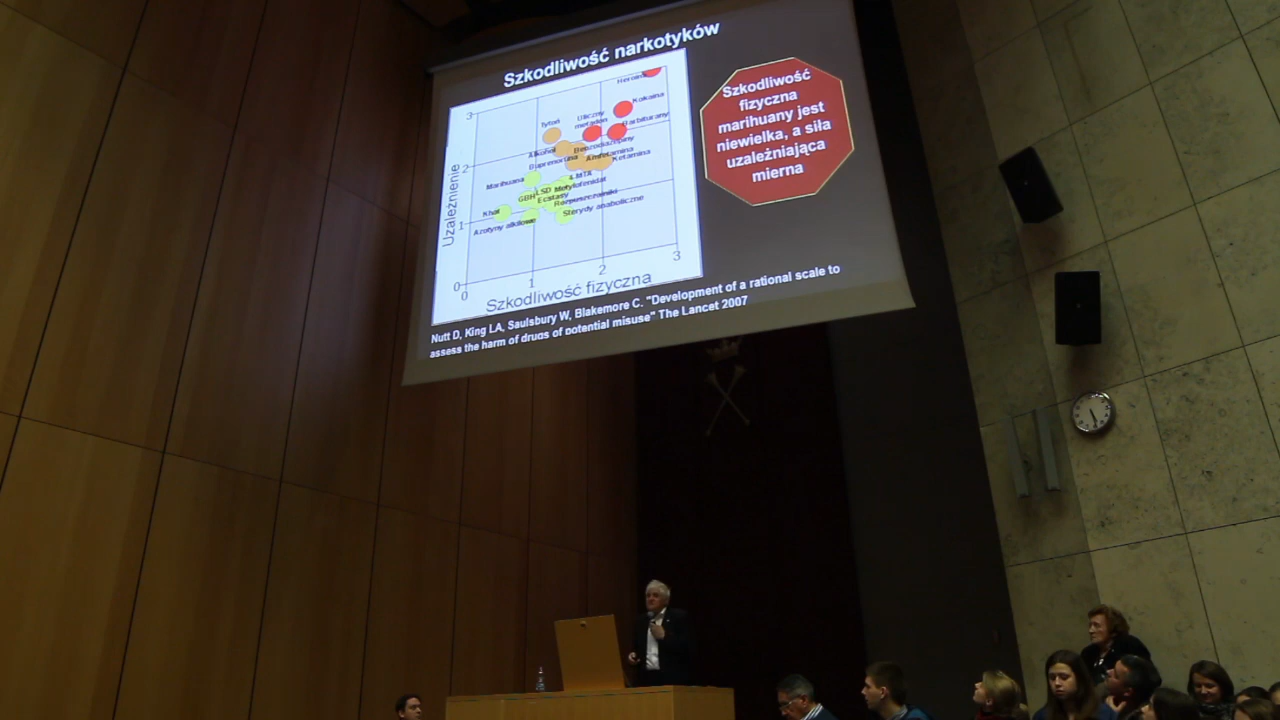 Szkodliwość narkotyków
Szkodliwość
fizyczna
marihuany jest
niewielka, a siła
uzależniająca
mierna
3
Heroina
Kokaina
Uliczny
metadon
Barbiturany
Tytoń
Alkohol
Benzodiazepiny
Buprenorfina
Amfetamina
Ketamina
2
Marihuana
4-MTA
LSD
Metylofenidat
GBH
Ecstasy
Rozpuszczalniki
Khat
Sterydy anaboliczne
1
Azotyny alkilowe
Uzależnienie
0
0
1
2
3
Szkodliwość fizyczna
Nutt D, King LA, Saulsbury W, Blakemore C. "Development of a rational scale to
assess the harm of drugs of potential misuse" The Lancet 2007